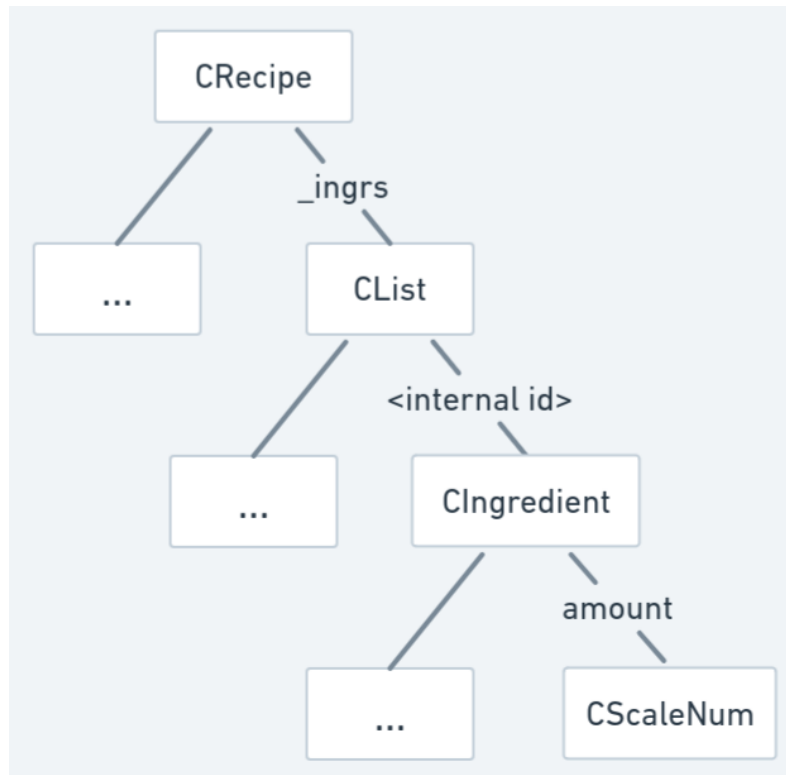 CRecipe
_ingrs
...
CList
<internal id>
...
CIngredient
amount
...
CScaleNum